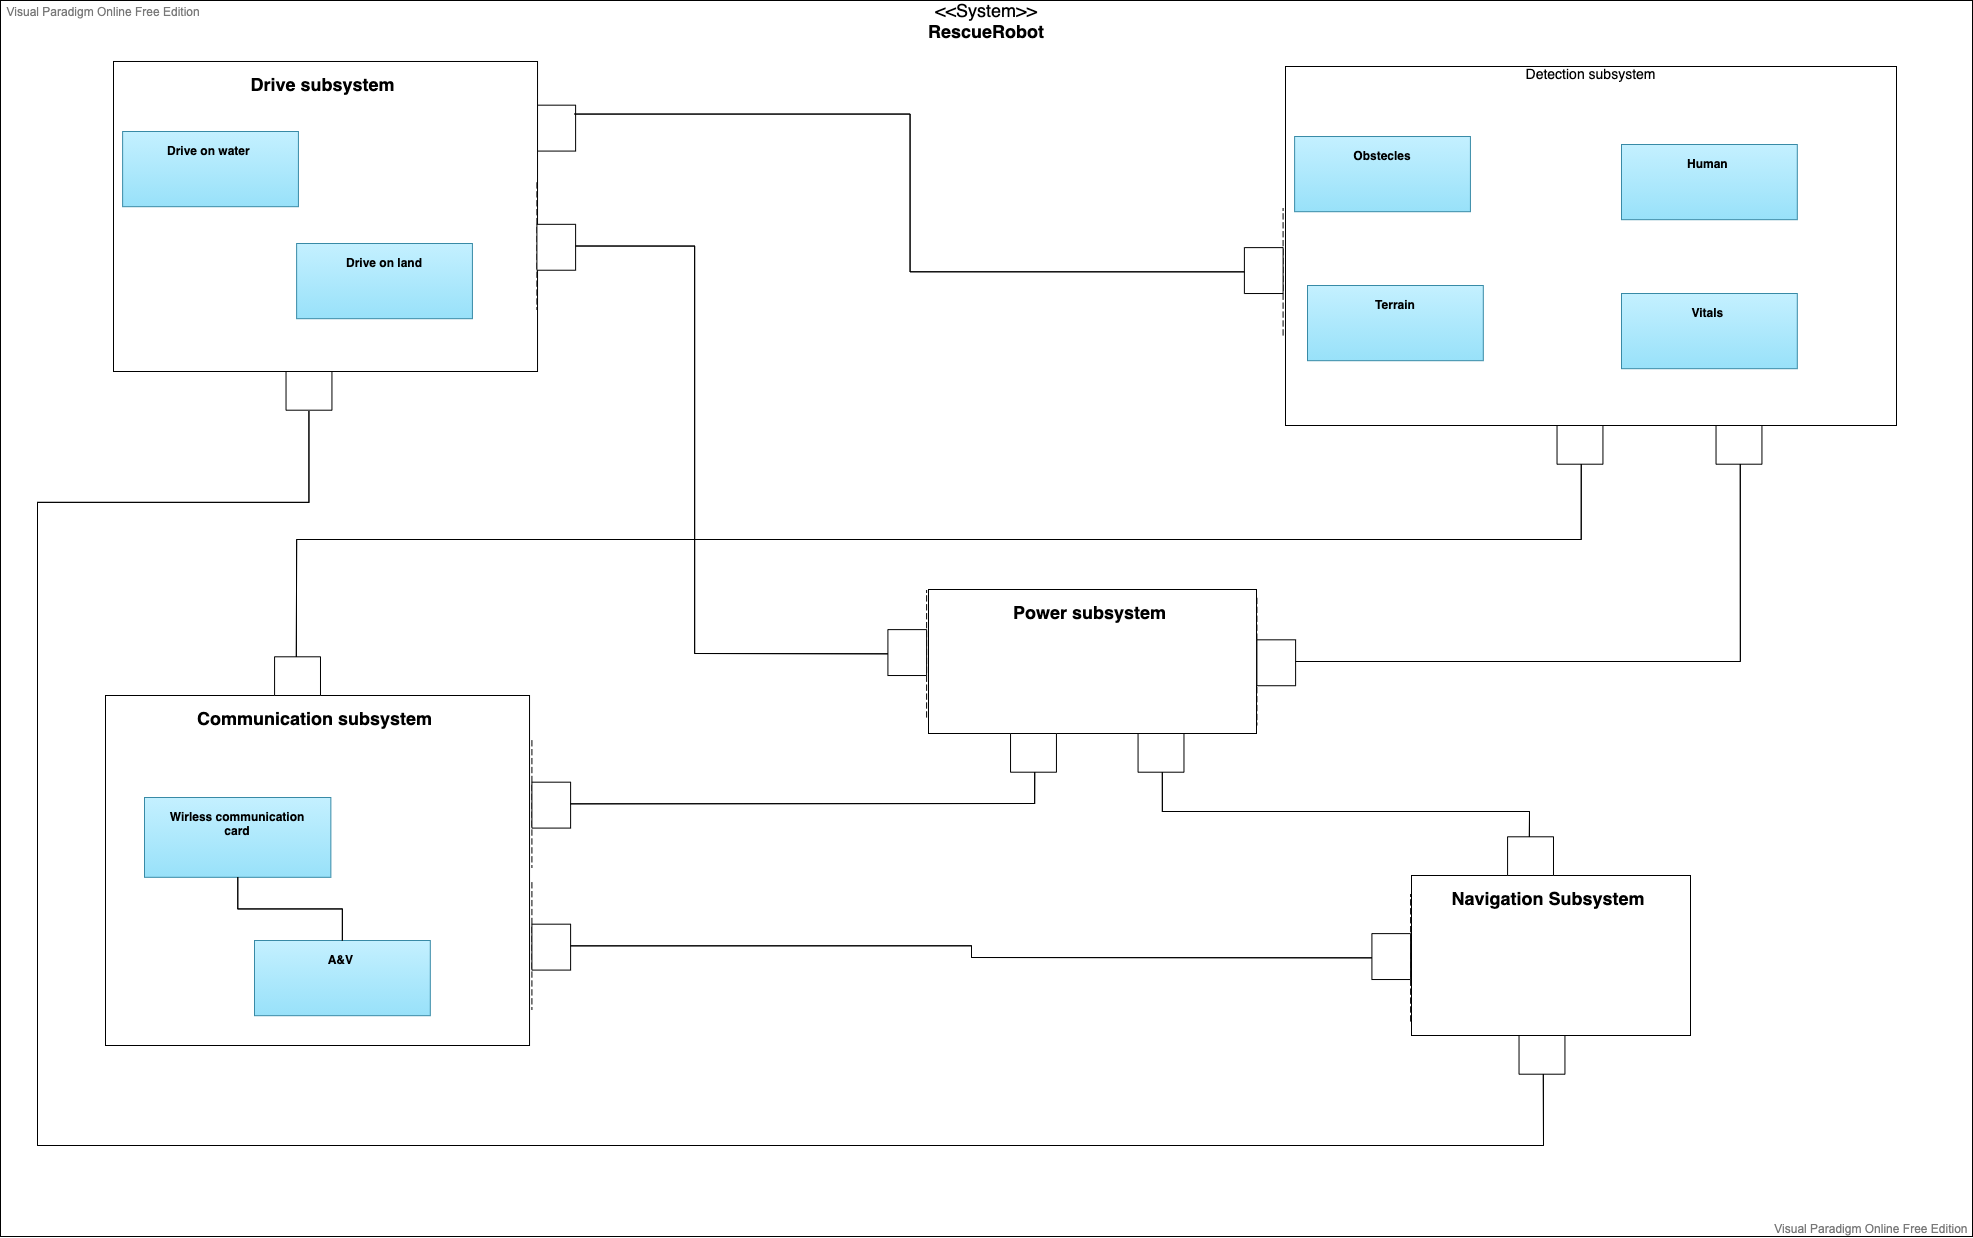 Visual Paradigm Online Free Edition
<<System>>
RescueRobot
Drive subsystem
Drive on water
Drive on land
Detection subsystem
Obstecles
Human
Terrain
Vitals
Power subsystem
Communication subsystem
Wirless communication
card
A&V
Navigation Subsystem
Visual Paradigm Online Free Edition